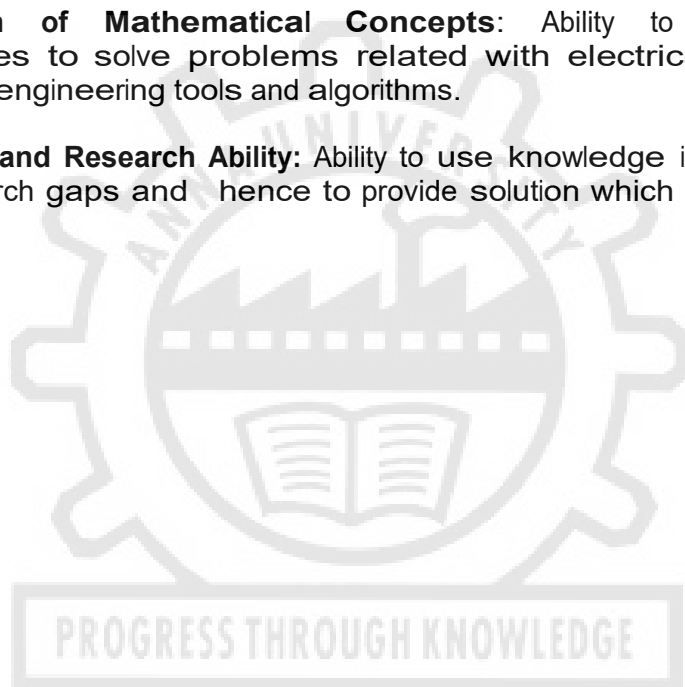 of Mathematical Concepts: Ability to
es to solve problems related with electric
engineering tools and algorithms.
and Research Ability: Ability to use knowledge i
rch gaps and hence to provide solution which
ANNA UNIVERSITY
PROGRESS THROUGH KNOWLEDGE